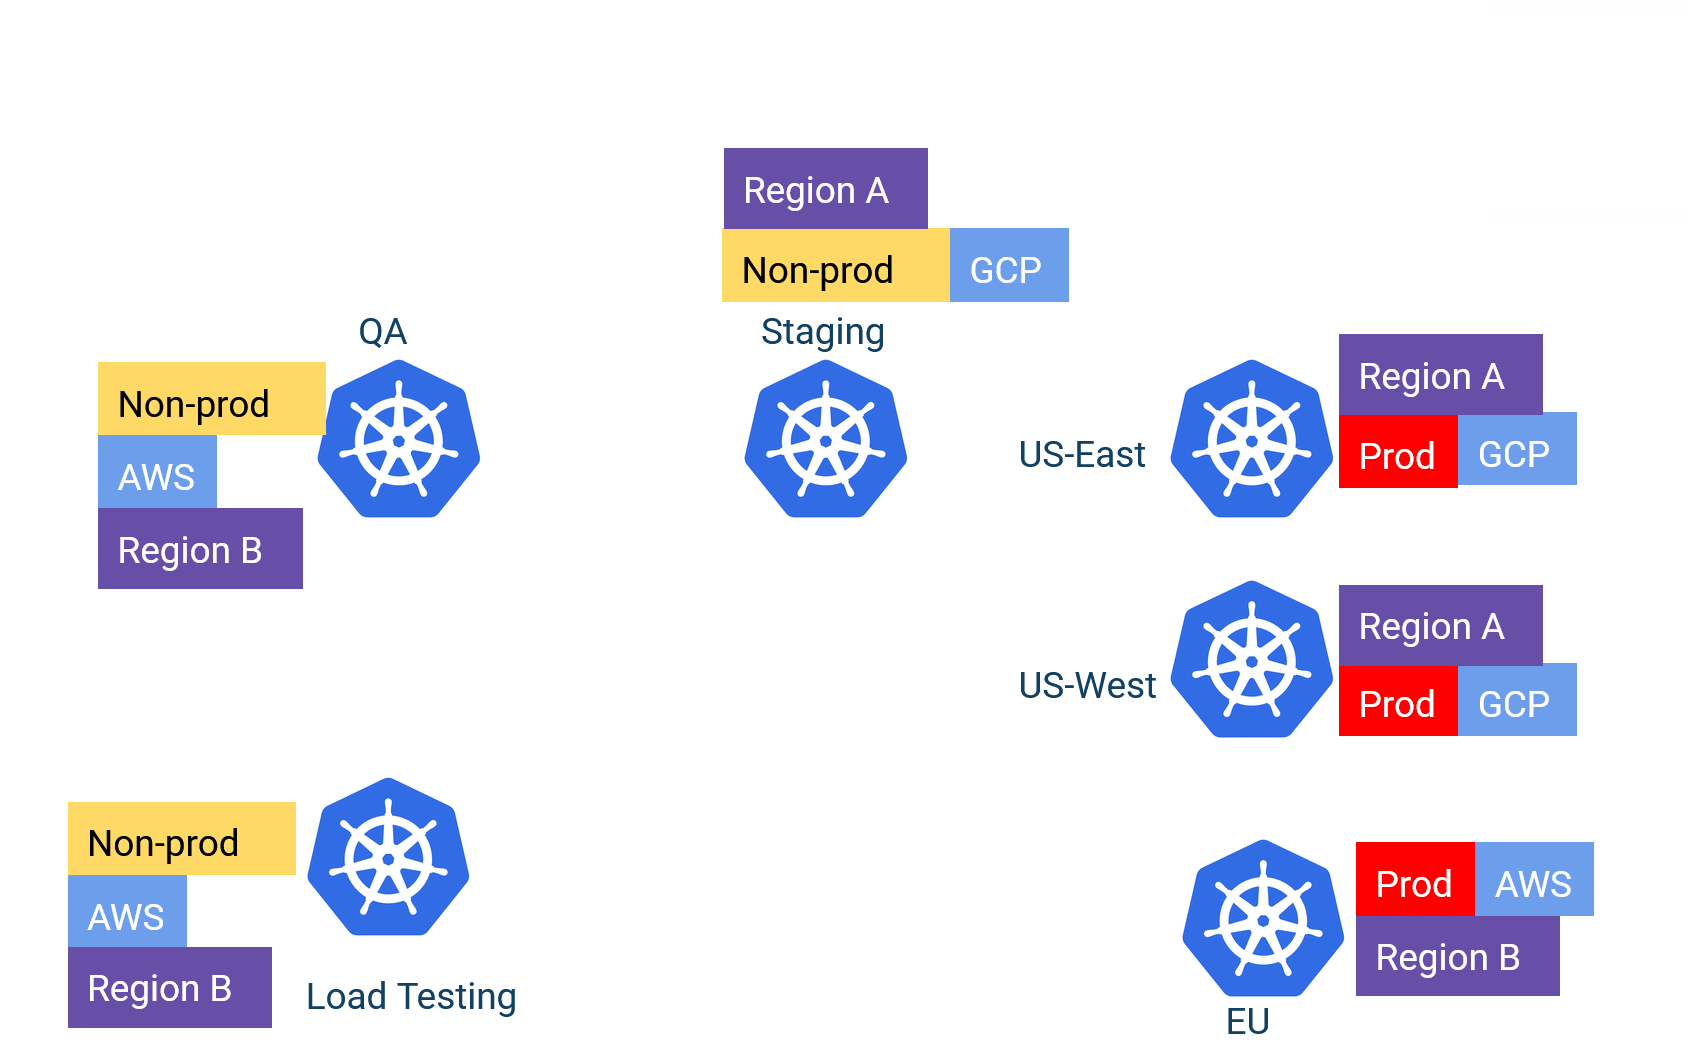 Region A
Non-prod GCP
Staging
QA
Non-prod
AWS
Region B
US-East
Region A
Prod GCP
US-West
Region A
Prod GCP
Non-prod
AWS
Region B
Load Testing
Prod AWS
Region B
EU